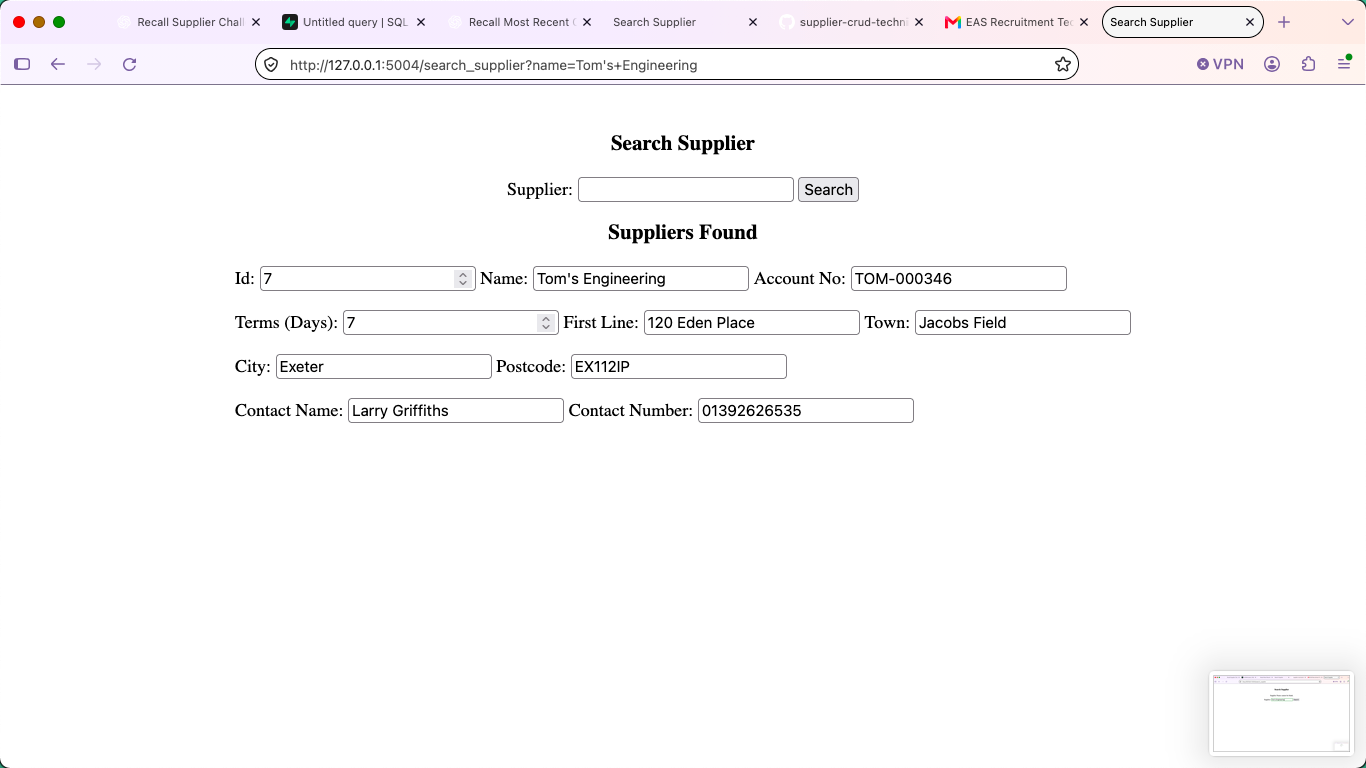 Recall Supplier Chall
Untitled query | SQL
Recall Most Recent
Search Supplier
supplier-crud-techni
EAS Recruitment Tec
Search Supplier
http://127.0.0.1:5004/search_supplier?name=Tom's+Engineering
VPN
Search Supplier
Supplier: Search
Suppliers Found
Id: 7 Name: Tom's Engineering Account No: TOM-000346
Terms (Days): 7 First Line: 120 Eden Place Town: Jacobs Field
City: Exeter Postcode: EX112IP
Contact Name: Larry Griffiths Contact Number: 01392626535